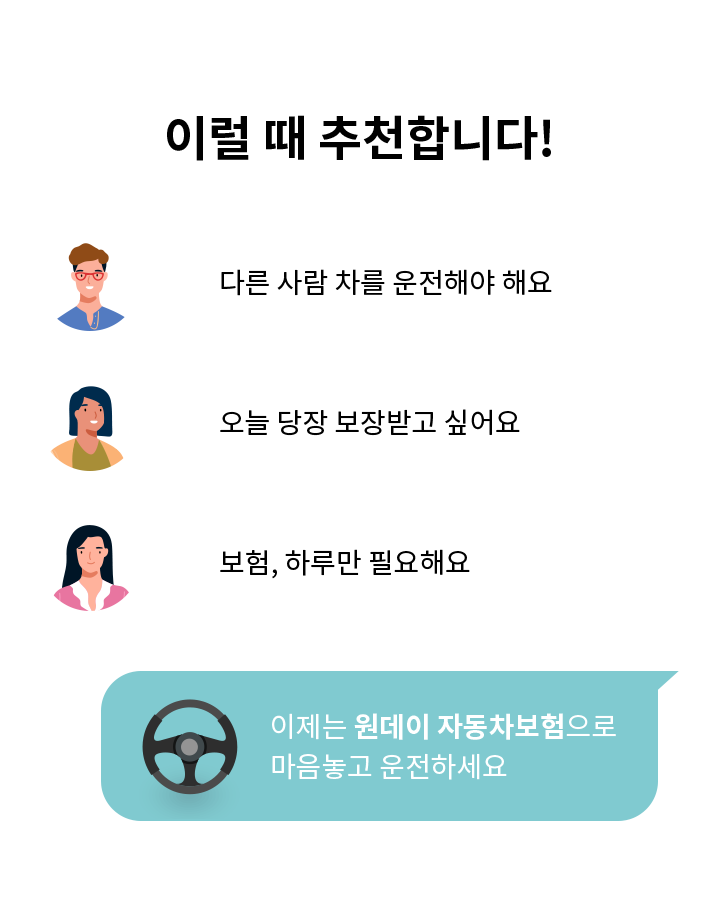 이럴 때 추천합니다!
다른 사람 차를 운전해야 해요
오늘 당장 보장받고 싶어요
보험, 하루만 필요해요
이제는 원데이 자동차보험으로
마음놓고 운전하세요